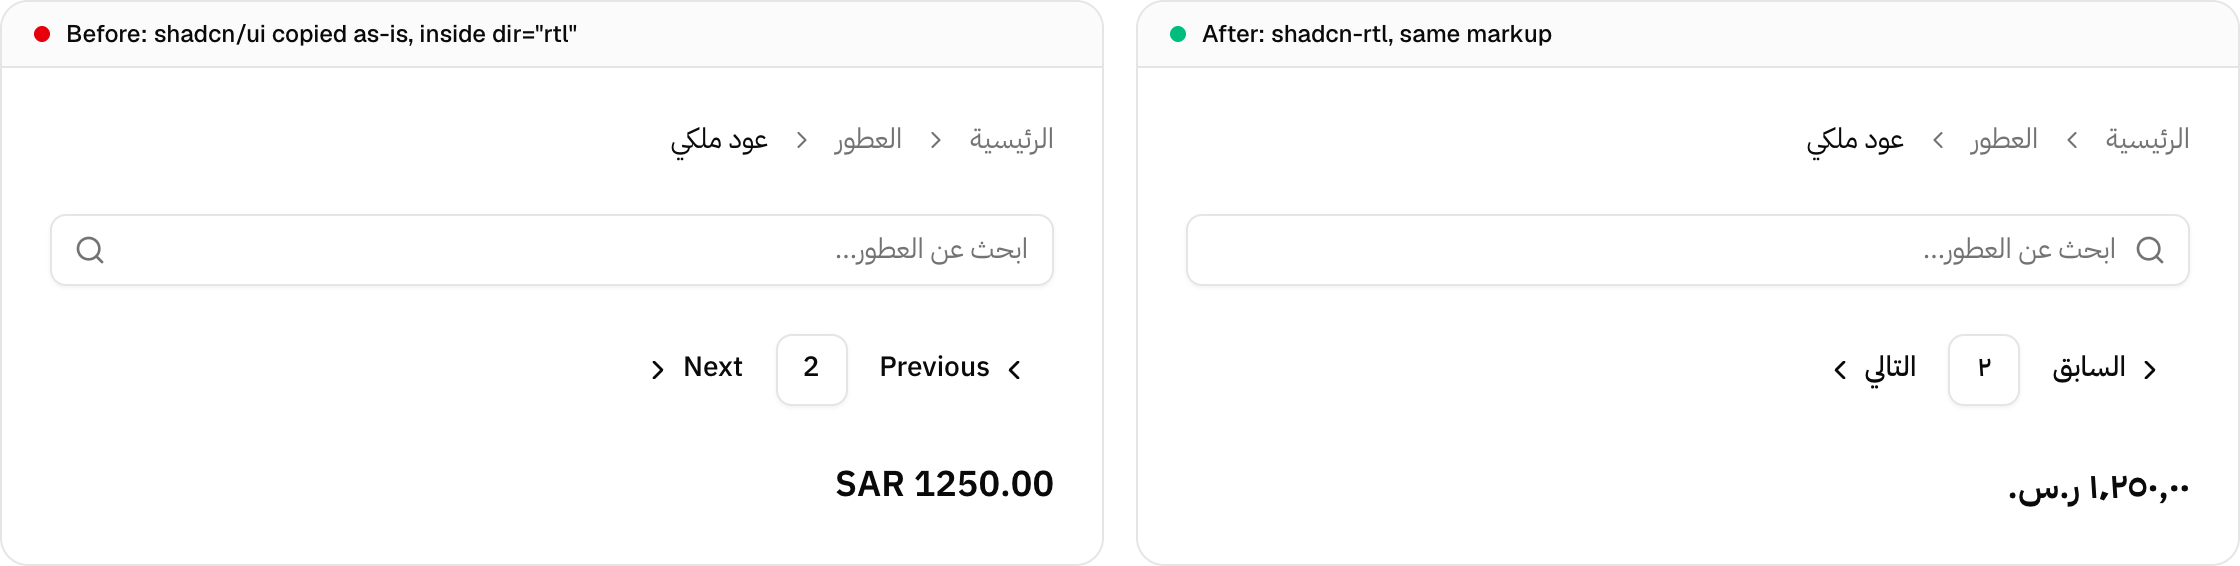 Before: shadcn/ui copied as-is, inside dir="rtl"
الرئيسية > العطور > عود ملكي
ابحث عن العطور...
< Previous 2 Next >
SAR 1250.00
After: shadcn-rtl, same markup
الرئيسية < العطور < عود ملكي
ابحث عن العطور...
> السابق ٢ التالي <
١٬٢٥٠٫٠٠ ر.س.